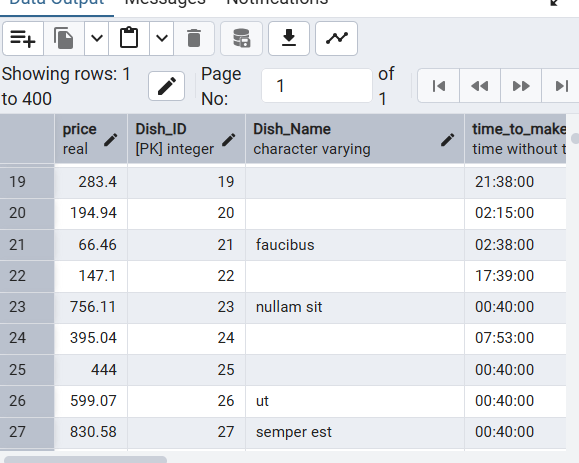 Data Output Messages Notifications
Showing rows: 1 to 400
Page No: 1 of 1
price real
Dish_ID [PK] integer
Dish_Name character varying
time_to_make time without t
19 283.4 19 21:38:00
20 194.94 20 02:15:00
21 66.46 21 faucibus 02:38:00
22 147.1 22 17:39:00
23 756.11 23 nullam sit 00:40:00
24 395.04 24 07:53:00
25 444 25 00:40:00
26 599.07 26 ut 00:40:00
27 830.58 27 semper est 00:40:00